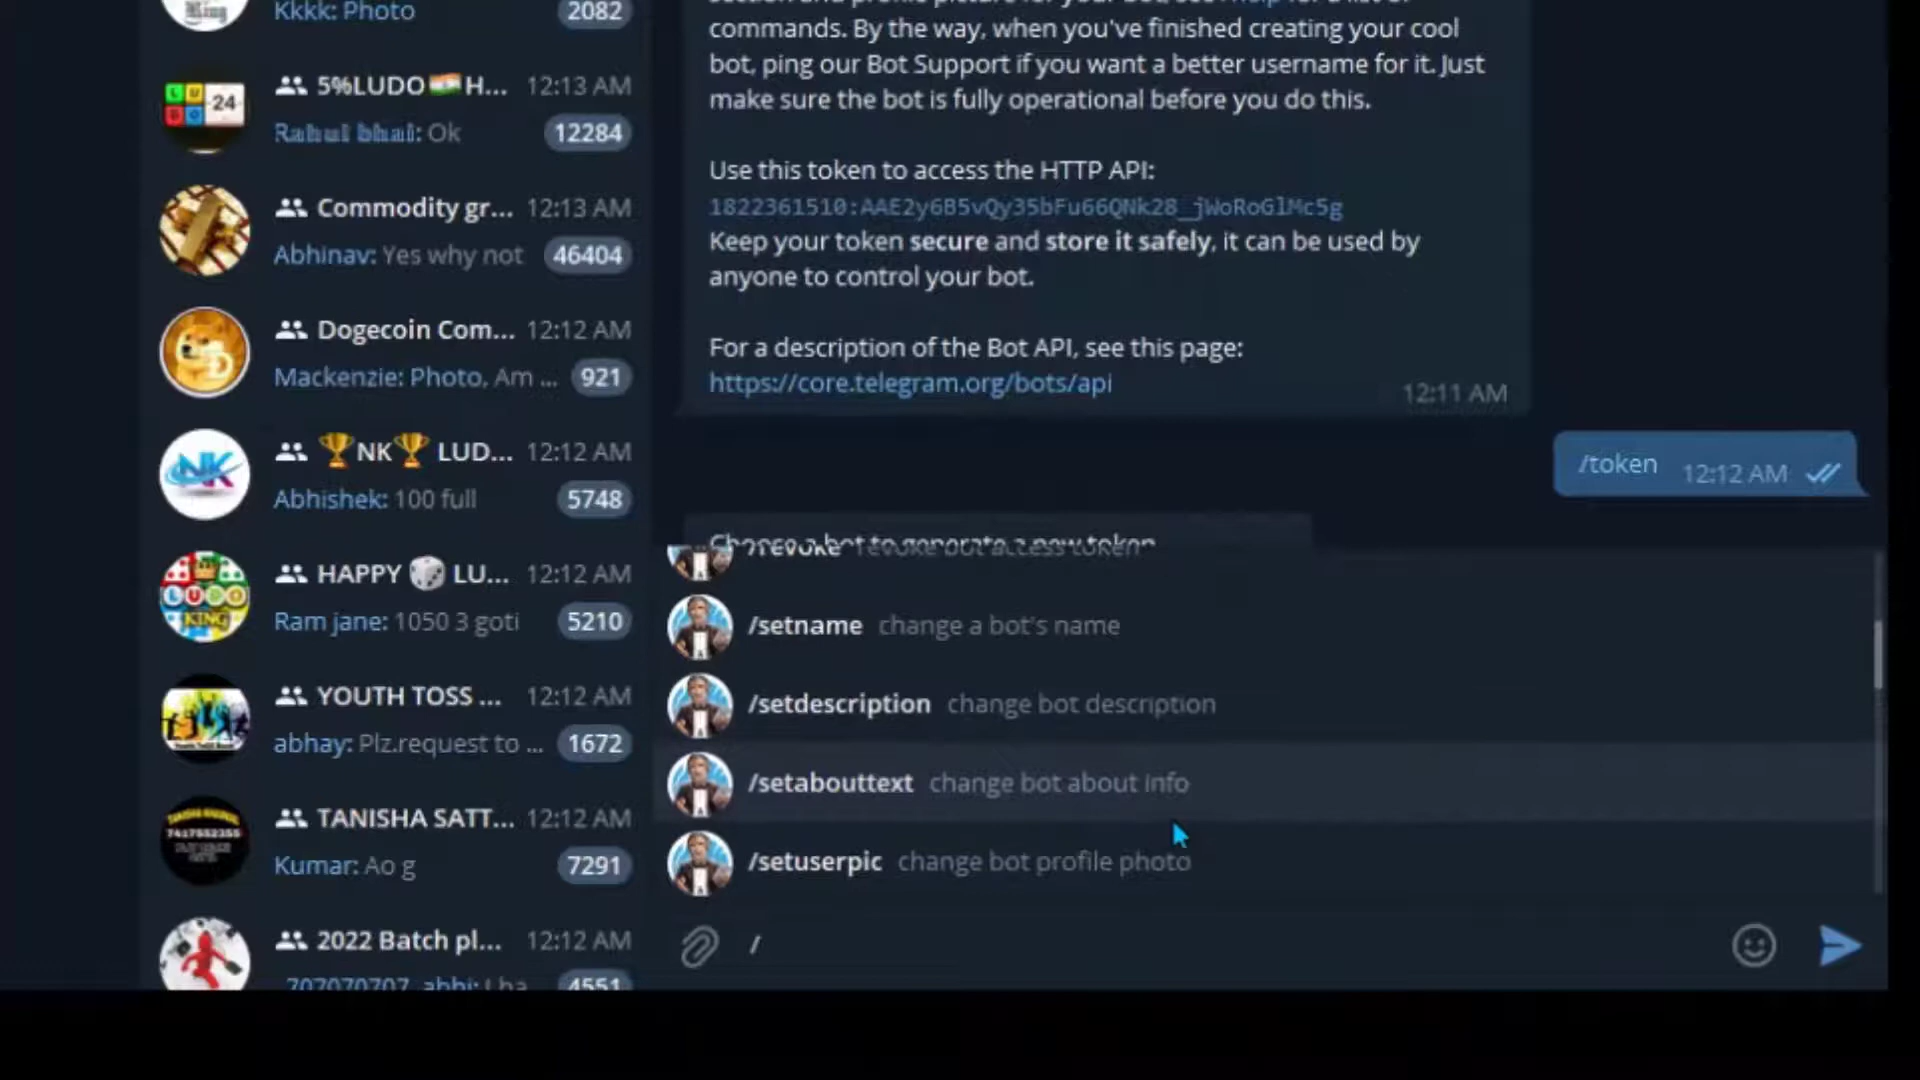 Kkkk: Photo 2082
5%LUDO🇮🇳H... 12:13 AM
Rahul bhai: Ok 12284
Commodity gr... 12:13 AM
Abhinav: Yes why not 46404
Dogecoin Com... 12:12 AM
Mackenzie: Photo, Am ... 921
🏆NK🏆 LUD... 12:12 AM
Abhishek: 100 full 5748
HAPPY 🎲 LU... 12:12 AM
Ram jane: 1050 3 goti 5210
YOUTH TOSS ... 12:12 AM
abhay: Plz.request to ... 1672
TANISHA SATT... 12:12 AM
Kumar: Ao g 7291
2022 Batch pl... 12:12 AM
commands. By the way, when you've finished creating your cool
bot, ping our Bot Support if you want a better username for it. Just
make sure the bot is fully operational before you do this.
Use this token to access the HTTP API:
1822361510:AAE2y6B5vQy35bFu66QNk28_jWoRoGlMc5g
Keep your token secure and store it safely, it can be used by
anyone to control your bot.
For a description of the Bot API, see this page:
https://core.telegram.org/bots/api
12:11 AM
/token 12:12 AM
/revoke revoke bot access token
/setname change a bot's name
/setdescription change bot description
/setabouttext change bot about info
/setuserpic change bot profile photo
/